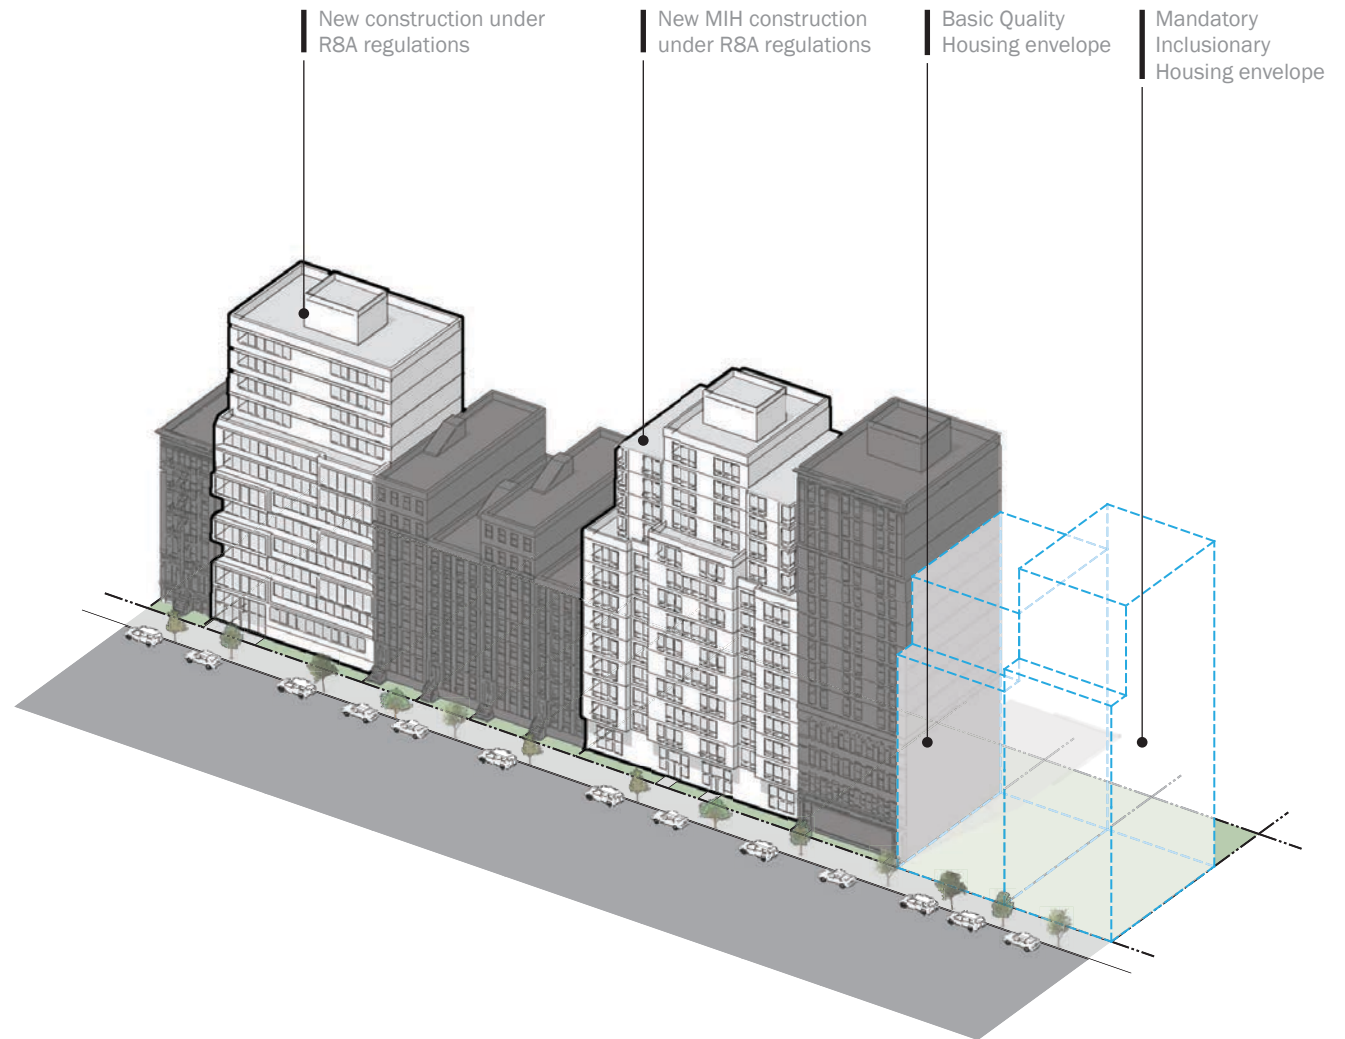 New construction under
R8A regulations
New MIH construction
under R8A regulations
Basic Quality
Housing envelope
Mandatory
Inclusionary
Housing envelope